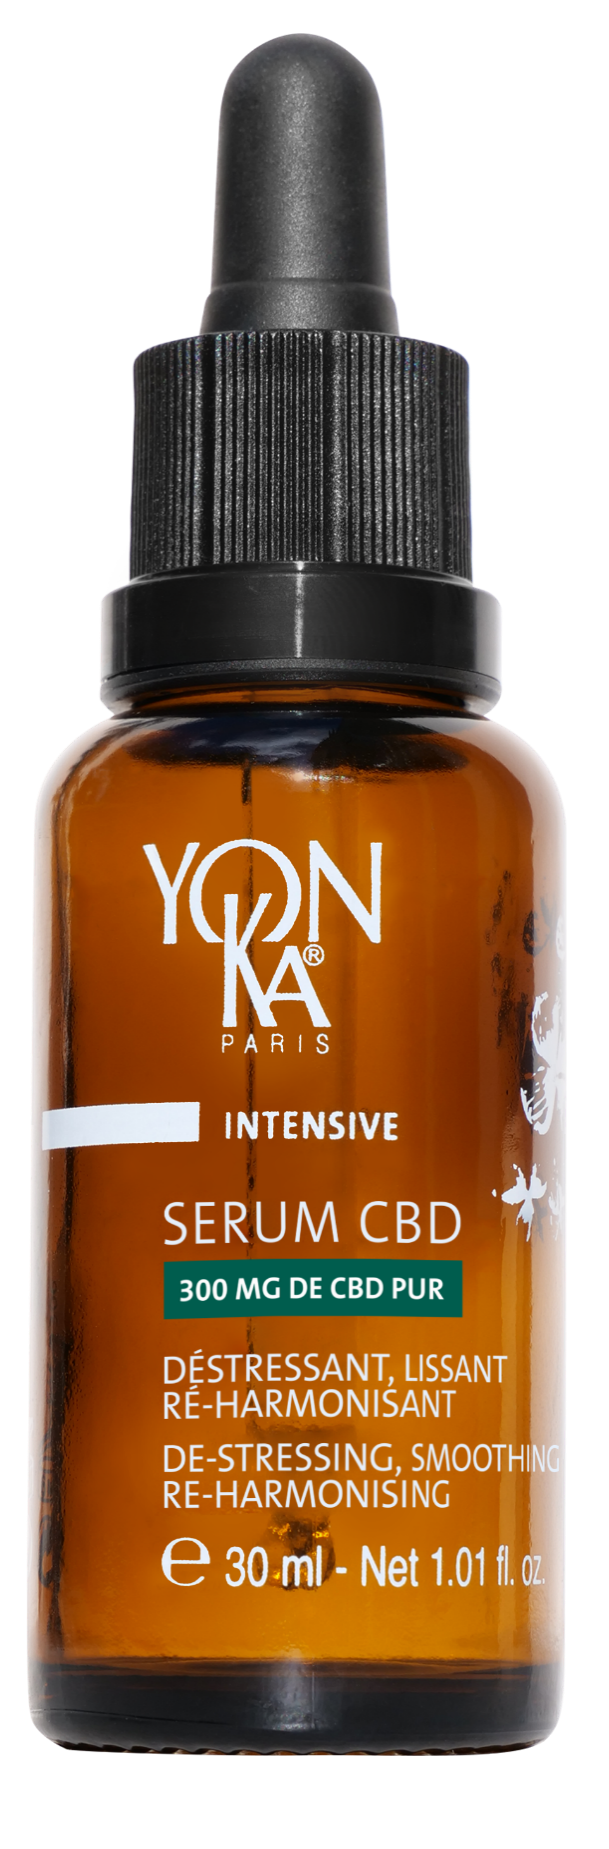 YON
KA®
PARIS
INTENSIVE
SERUM CBD
300 MG DE CBD PUR
DÉSTRESSANT, LISSANT
RÉ-HARMONISANT
DE-STRESSING, SMOOTHING
RE-HARMONISING
℮ 30 ml - Net 1.01 fl. oz.